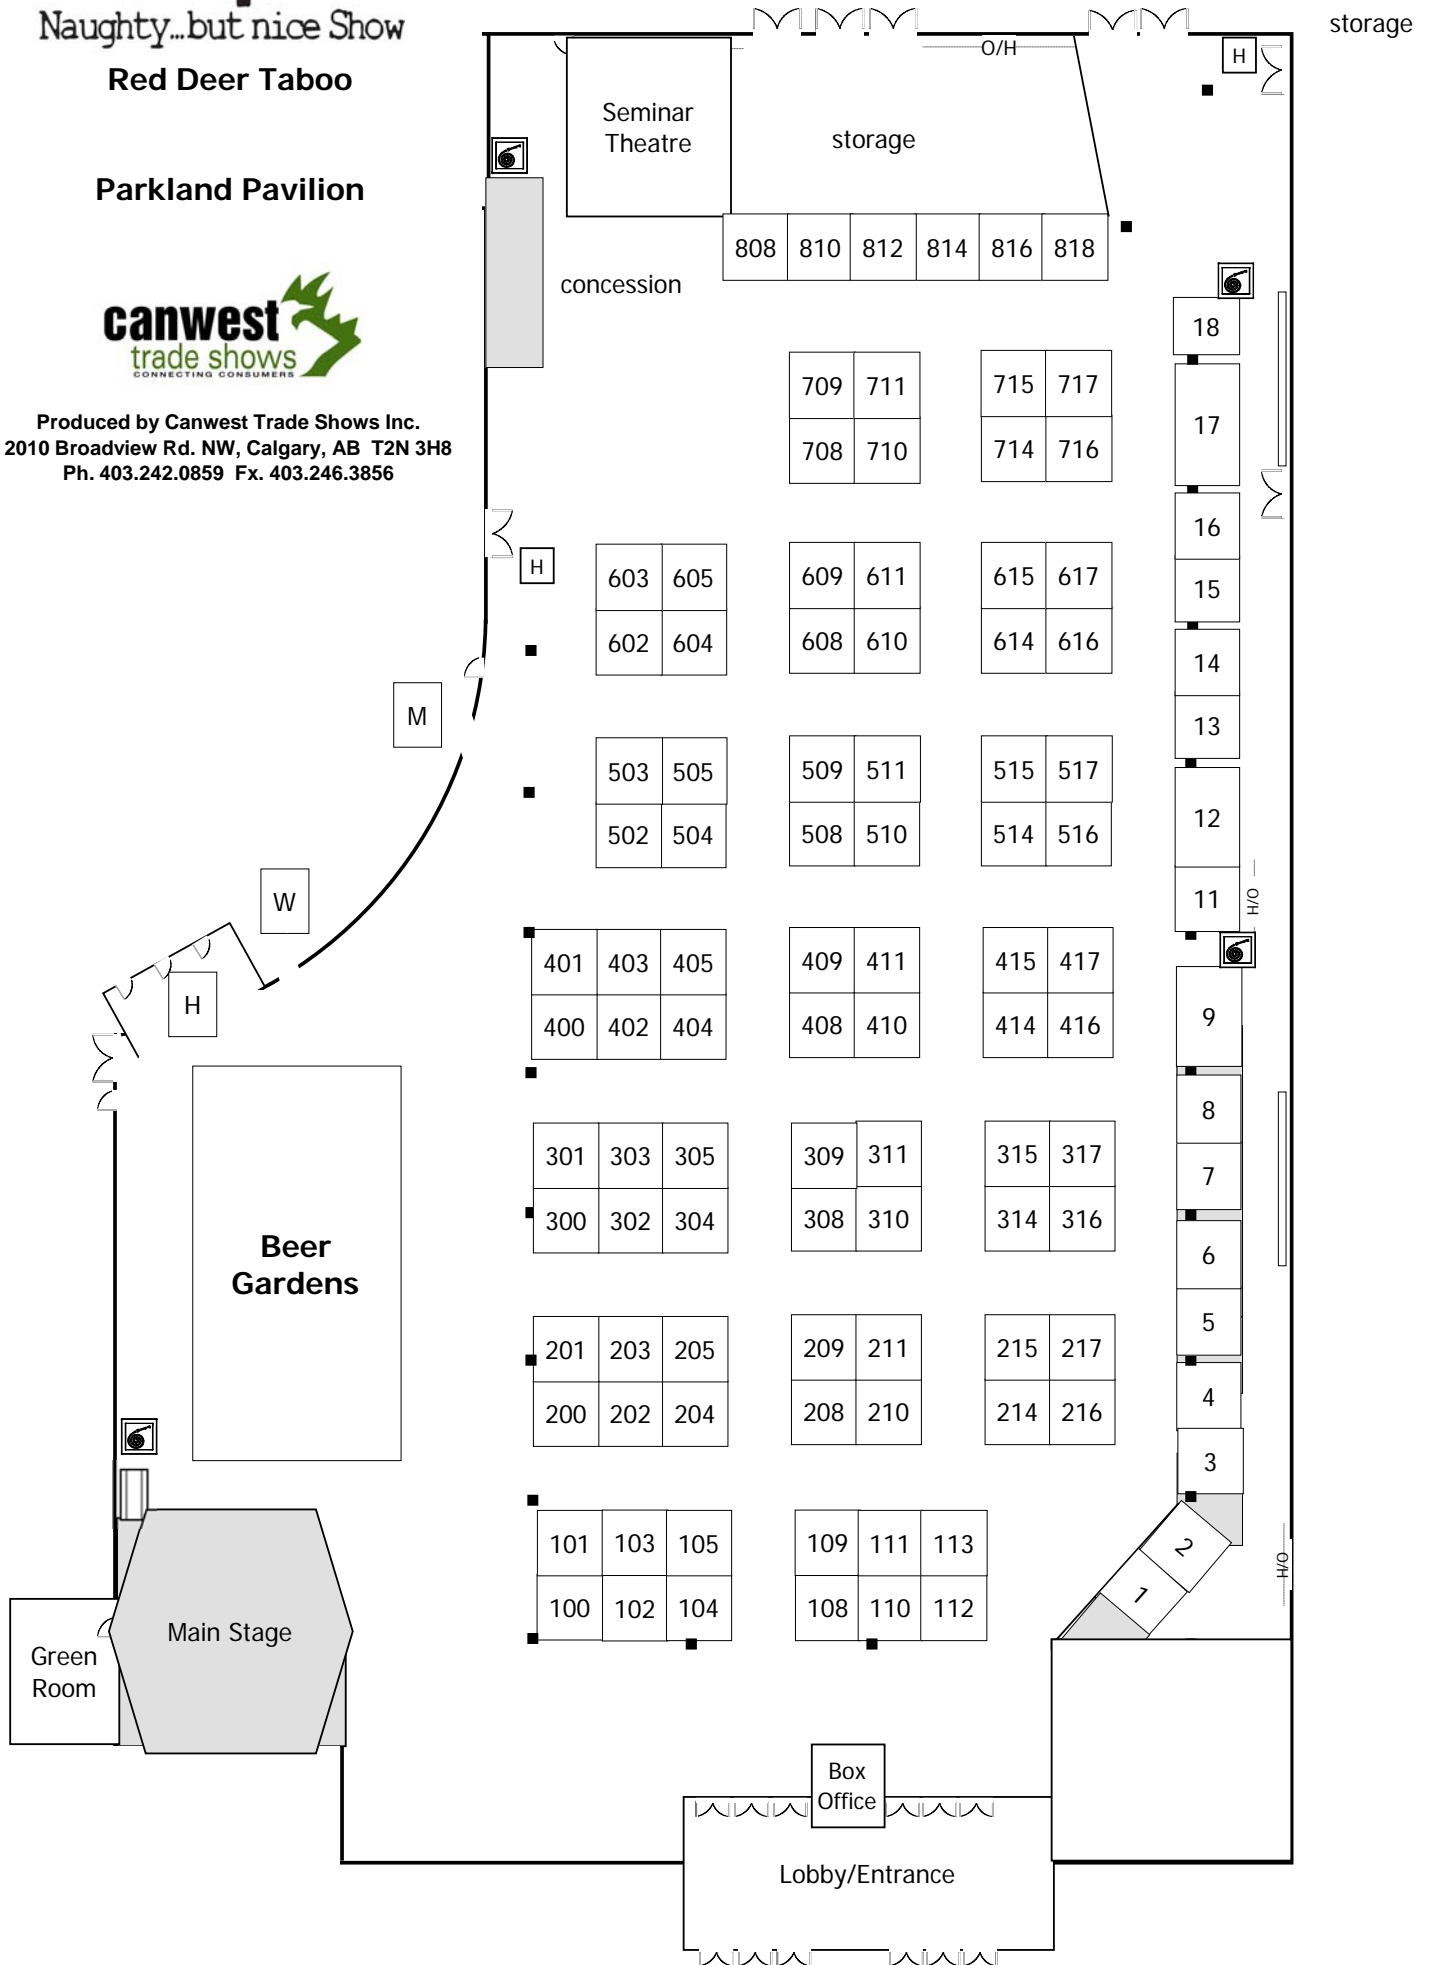 Naughty...but nice Show
Red Deer Taboo
Parkland Pavilion
canwest
trade shows
CONNECTING CONSUMERS
Produced by Canwest Trade Shows Inc.
2010 Broadview Rd. NW, Calgary, AB T2N 3H8
Ph. 403.242.0859 Fx. 403.246.3856
storage
O/H
H
Seminar
Theatre
storage
808 810 812 814 816 818
concession
18
709 711 715 717
17
708 710 714 716
16
H
603 605 609 611 615 617
15
602 604 608 610 614 616
14
M
13
503 505 509 511 515 517
12
502 504 508 510 514 516
W
11
O/H
401 403 405 409 411 415 417
H
9
400 402 404 408 410 414 416
8
301 303 305 309 311 315 317
7
300 302 304 308 310 314 316
Beer
Gardens
6
5
201 203 205 209 211 215 217
4
200 202 204 208 210 214 216
3
101 103 105 109 111 113
2
O/H
1
100 102 104 108 110 112
Main Stage
Green
Room
Box
Office
Lobby/Entrance